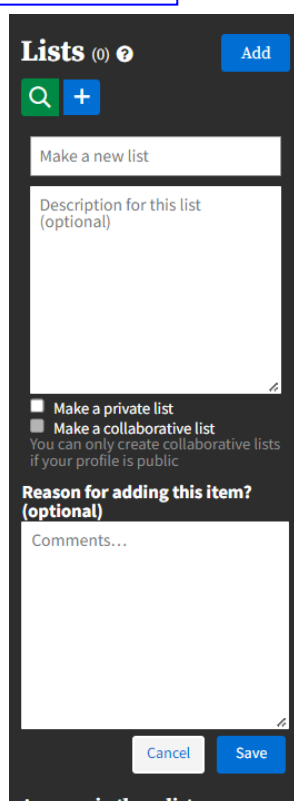 Lists (0) ?
Add
+
Make a new list
Description for this list
(optional)
Make a private list
Make a collaborative list
You can only create collaborative lists
if your profile is public
Reason for adding this item?
(optional)
Comments…
Cancel
Save